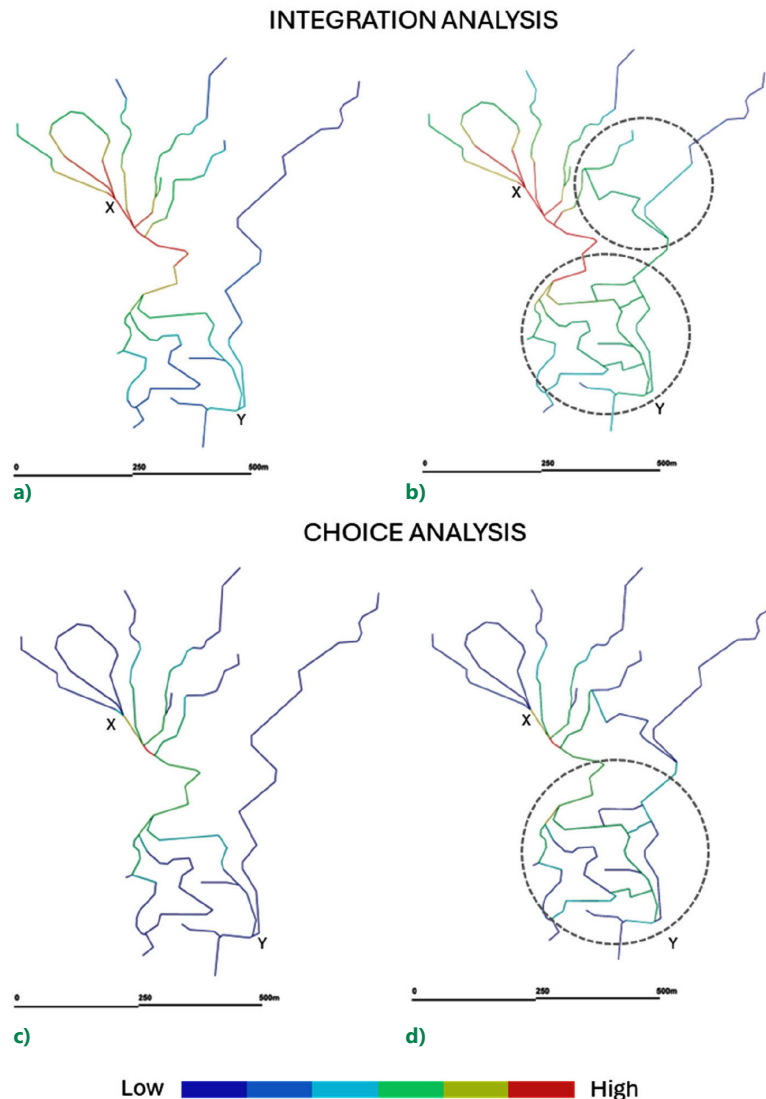 INTEGRATION ANALYSIS
X
Y
0 250 500m
a)
X
Y
0 250 500m
b)
CHOICE ANALYSIS
X
Y
0 250 500m
c)
X
Y
0 250 500m
d)
Low High